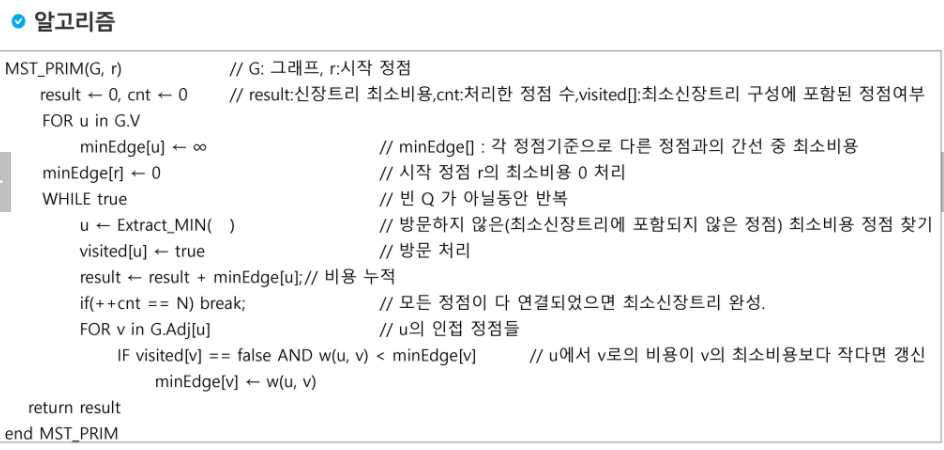 알고리즘
MST_PRIM(G, r) // G: 그래프, r:시작 정점
result ← 0, cnt ← 0 // result:신장트리 최소비용,cnt:처리한 정점 수,visited[]:최소신장트리 구성에 포함된 정점여부
FOR u in G.V
minEdge[u] ← ∞ // minEdge[] : 각 정점기준으로 다른 정점과의 간선 중 최소비용
minEdge[r] ← 0 // 시작 정점 r의 최소비용 0 처리
WHILE true // 빈 Q 가 아닐동안 반복
u ← Extract_MIN( ) // 방문하지 않은(최소신장트리에 포함되지 않은 정점) 최소비용 정점 찾기
visited[u] ← true // 방문 처리
result ← result + minEdge[u];// 비용 누적
if(++cnt == N) break; // 모든 정점이 다 연결되었으면 최소신장트리 완성.
FOR v in G.Adj[u] // u의 인접 정점들
IF visited[v] == false AND w(u, v) < minEdge[v] // u에서 v로의 비용이 v의 최소비용보다 작다면 갱신
minEdge[v] ← w(u, v)
return result
end MST_PRIM